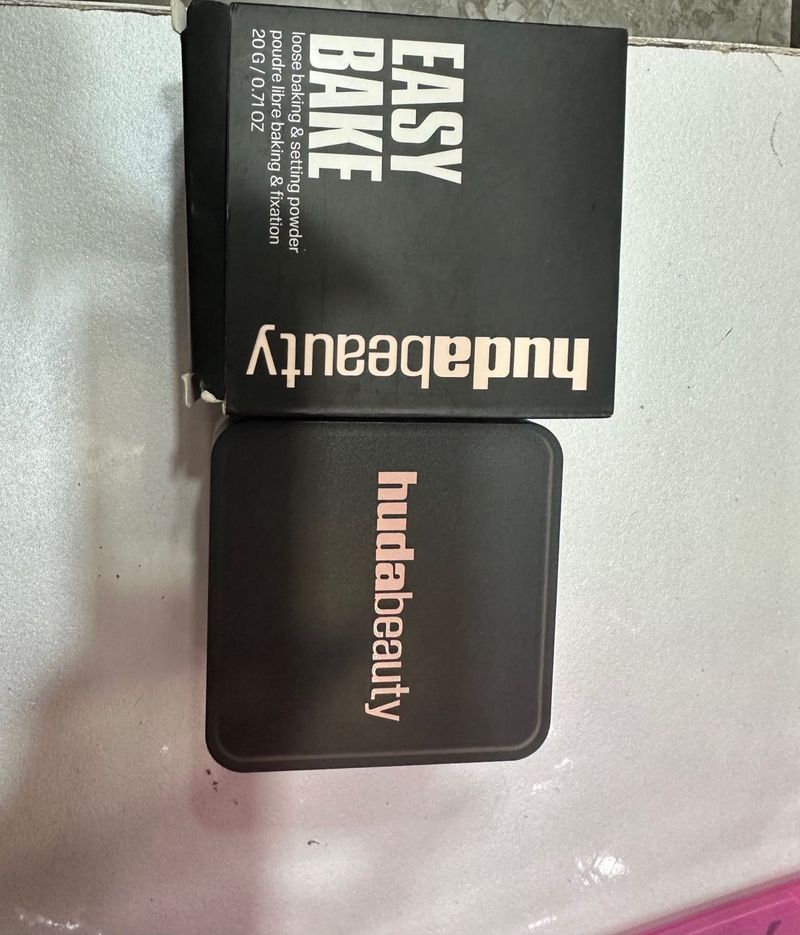 EASY
BAKE
loose baking & setting powder
poudre libre baking & fixation
20 G / 0.71 OZ
hudabeauty
hudabeauty